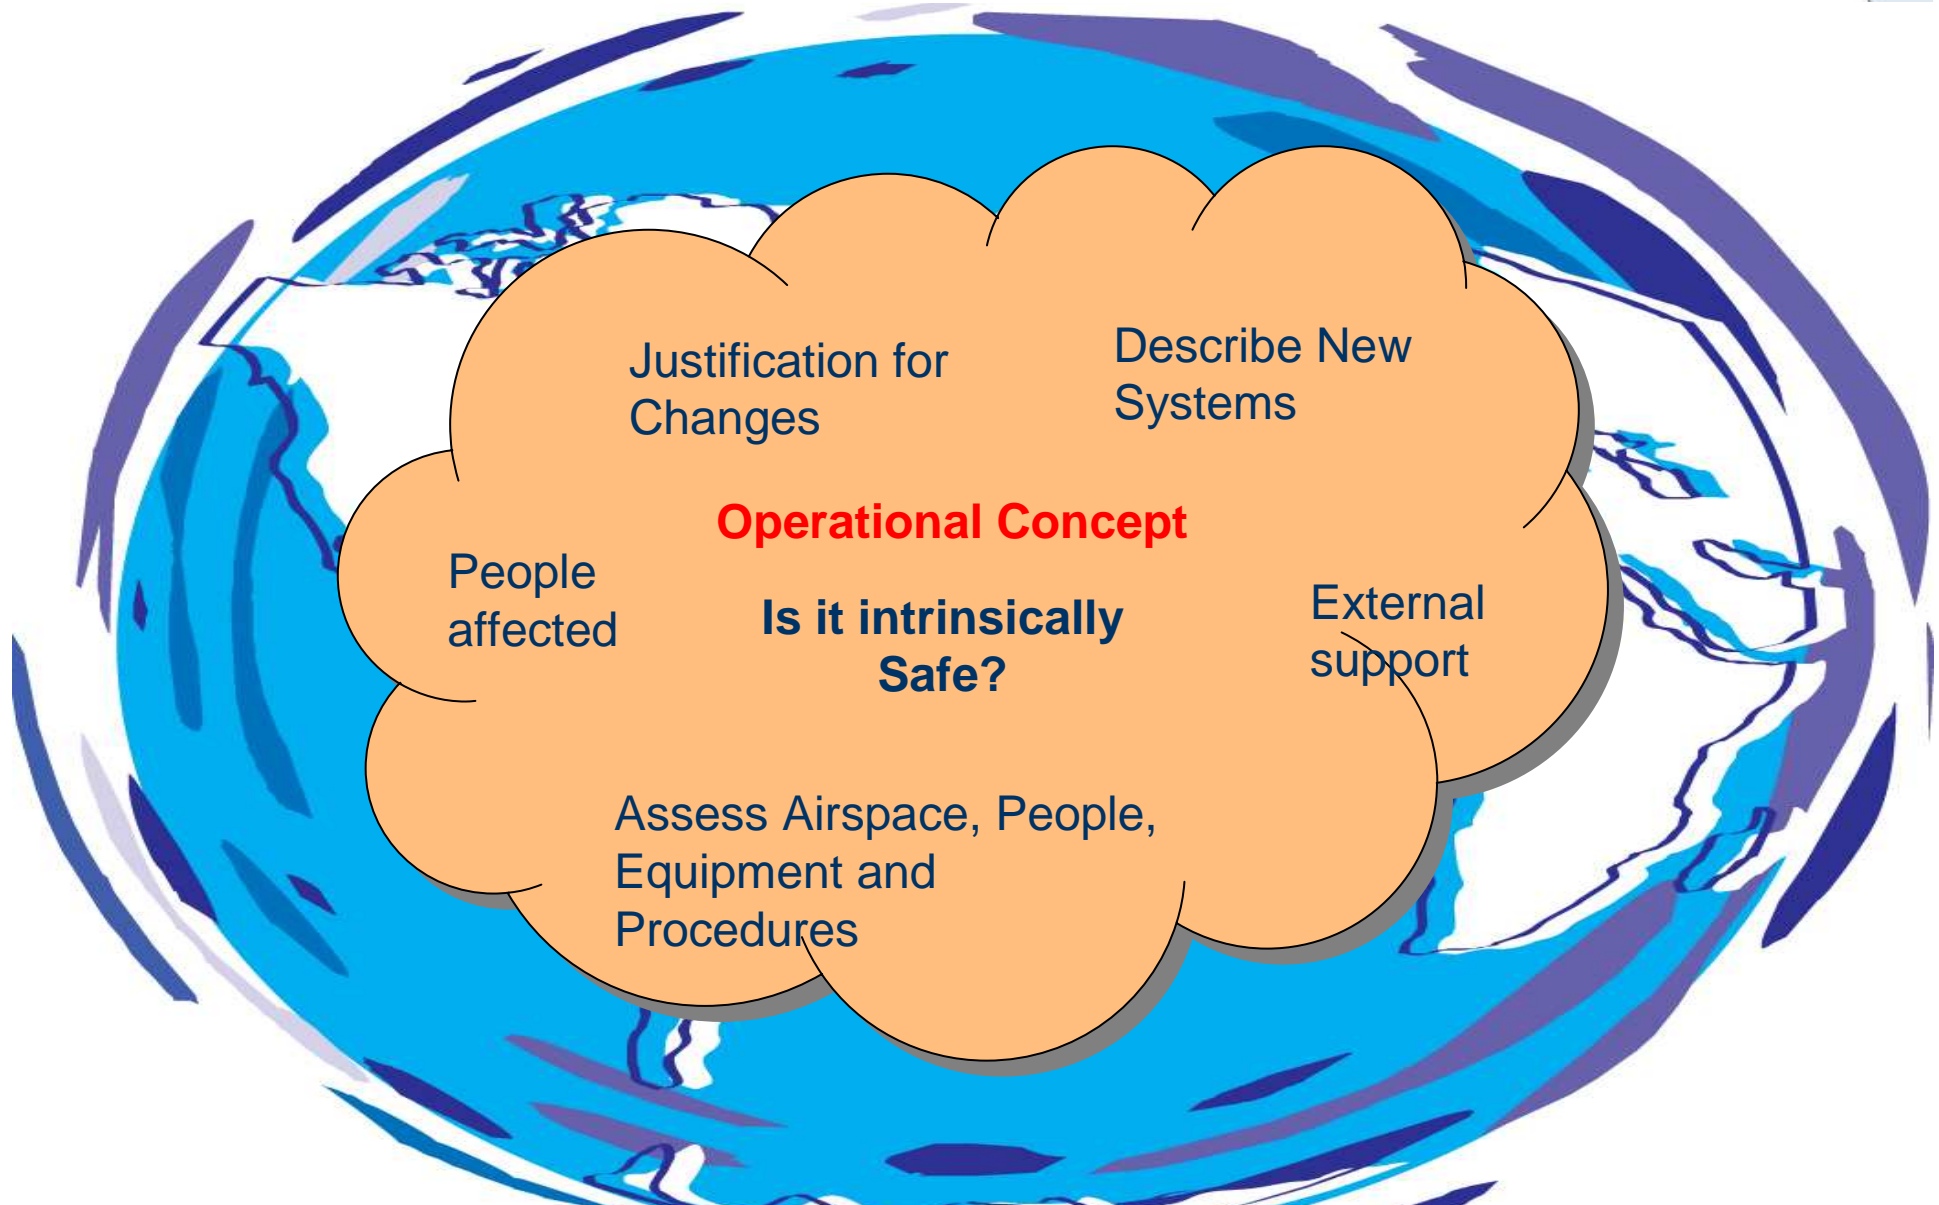 Justification for
Changes
Describe New
Systems
Operational Concept
People
affected
Is it intrinsically
Safe?
External
support
Assess Airspace, People,
Equipment and
Procedures